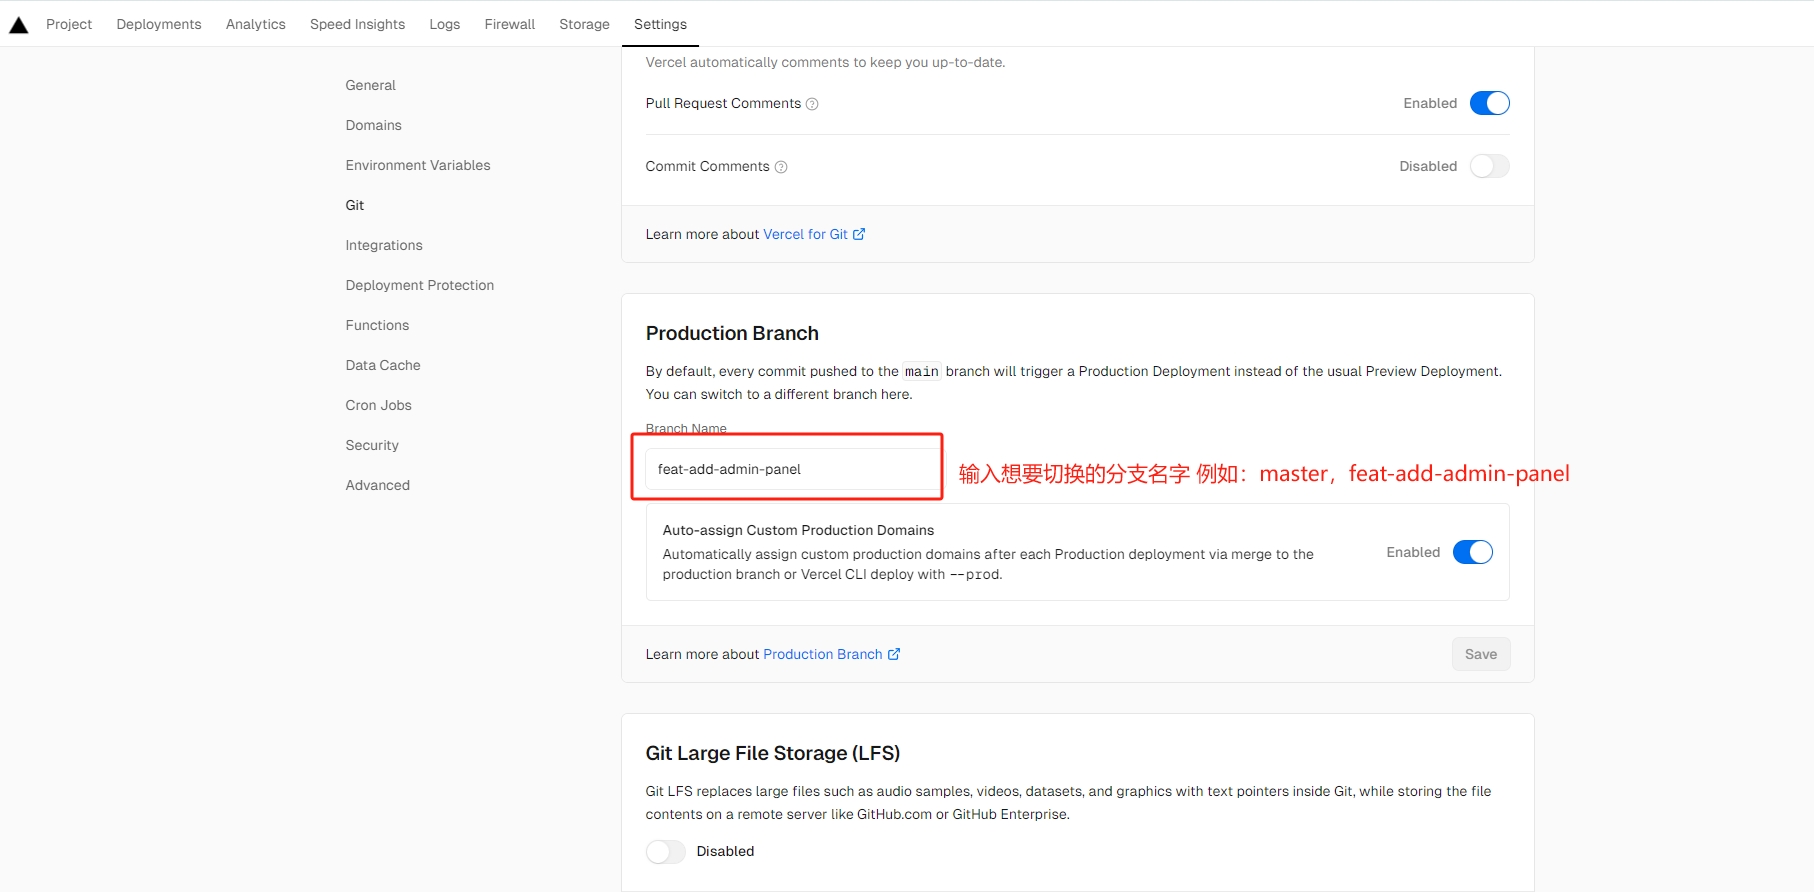 Project Deployments Analytics Speed Insights Logs Firewall Storage Settings
General
Domains
Environment Variables
Git
Integrations
Deployment Protection
Functions
Data Cache
Cron Jobs
Security
Advanced
Vercel automatically comments to keep you up-to-date.
Pull Request Comments Enabled
Commit Comments Disabled
Learn more about Vercel for Git
Production Branch
By default, every commit pushed to the main branch will trigger a Production Deployment instead of the usual Preview Deployment.
You can switch to a different branch here.
Branch Name
feat-add-admin-panel
输入想要切换的分支名字 例如：master，feat-add-admin-panel
Auto-assign Custom Production Domains
Automatically assign custom production domains after each Production deployment via merge to the
production branch or Vercel CLI deploy with --prod.
Enabled
Learn more about Production Branch
Save
Git Large File Storage (LFS)
Git LFS replaces large files such as audio samples, videos, datasets, and graphics with text pointers inside Git, while storing the file
contents on a remote server like GitHub.com or GitHub Enterprise.
Disabled